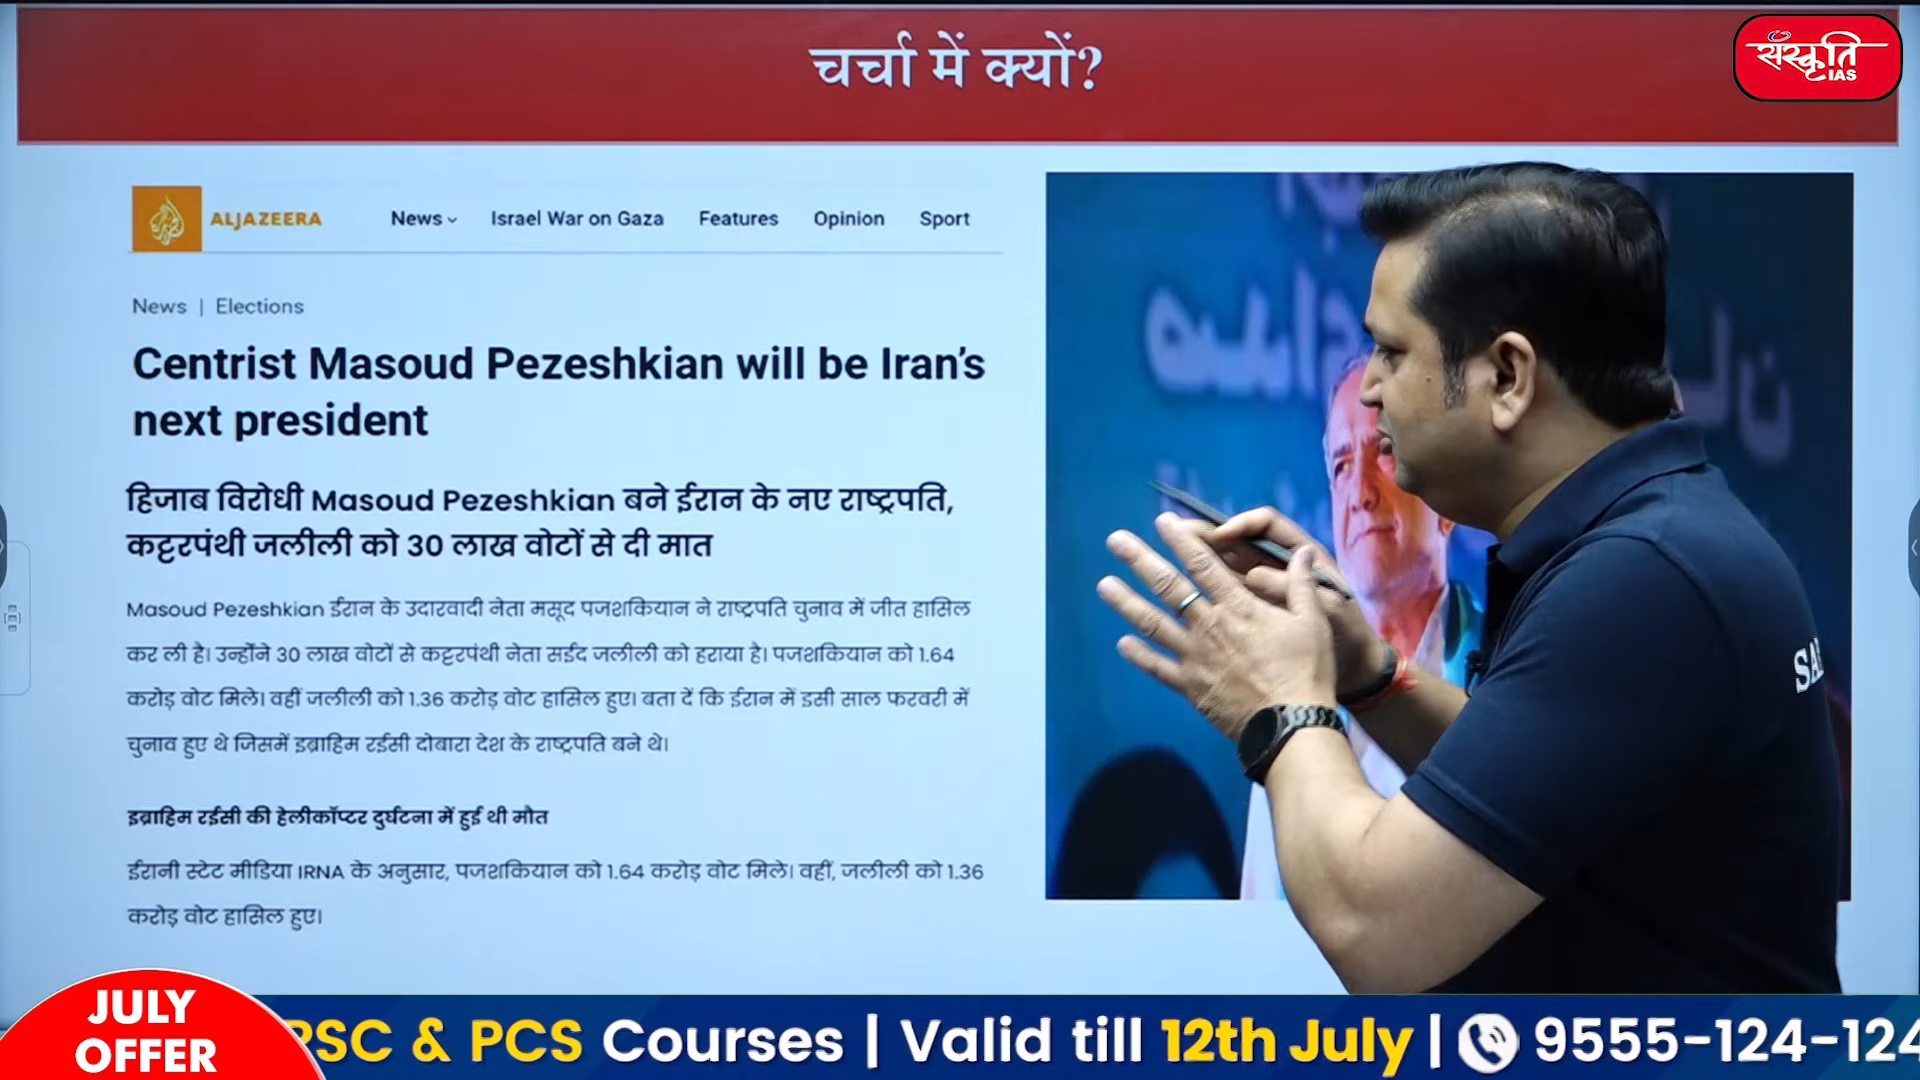 चर्चा में क्यों?
संस्कृति
IAS
ALJAZEERA
News Israel War on Gaza Features Opinion Sport
News | Elections
Centrist Masoud Pezeshkian will be Iran's
next president
हिजाब विरोधी Masoud Pezeshkian बने ईरान के नए राष्ट्रपति,
कट्टरपंथी जलीली को 30 लाख वोटों से दी मात
Masoud Pezeshkian ईरान के उदारवादी नेता मसूद पजशकियान ने राष्ट्रपति चुनाव में जीत हासिल
कर ली है। उन्होंने 30 लाख वोटों से कट्टरपंथी नेता सईद जलीली को हराया है। पजशकियान को 1.64
करोड़ वोट मिले। वहीं जलीली को 1.36 करोड़ वोट हासिल हुए। बता दें कि ईरान में इसी साल फरवरी में
चुनाव हुए थे जिसमें इब्राहिम रईसी दोबारा देश के राष्ट्रपति बने थे।
इब्राहिम रईसी की हेलीकॉप्टर दुर्घटना में हुई थी मौत
ईरानी स्टेट मीडिया IRNA के अनुसार, पजशकियान को 1.64 करोड़ वोट मिले। वहीं, जलीली को 1.36
करोड़ वोट हासिल हुए।
JULY
OFFER
PSC & PCS Courses | Valid till 12th July | 9555-124-124